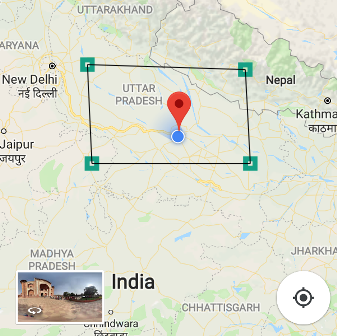 UTTARAKHAND
ARYANA
New Delhi
नई दिल्ली
UTTAR
PRADESH
Nepal
Kathma
काठमा
Jaipur
जयपुर
MADHYA
PRADESH
India
JHARKHA
CHHATTISGARH
Chhindwara